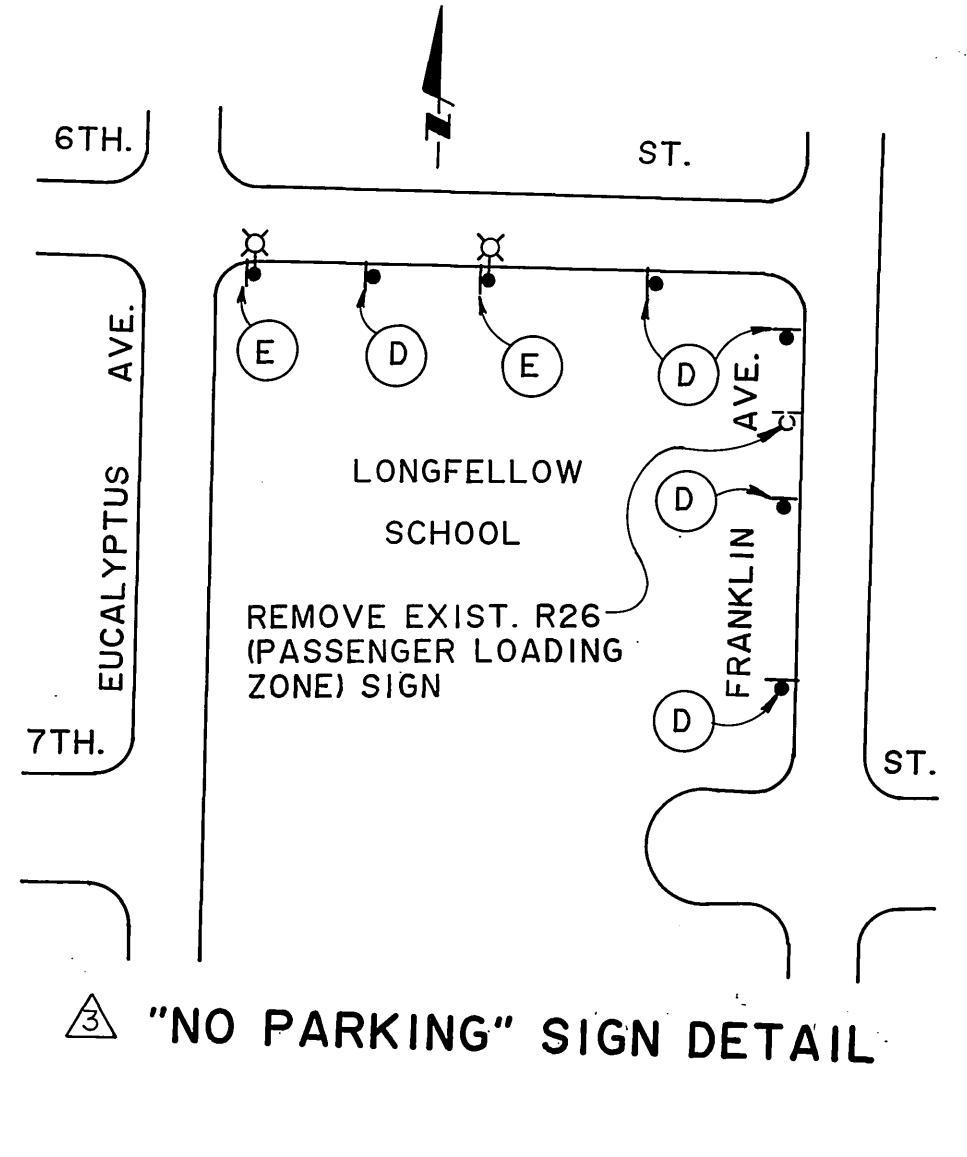 N
6TH.
ST.
E
D
E
D
AVE.
AVE.
LONGFELLOW
SCHOOL
D
EUCALYPTUS
FRANKLIN
REMOVE EXIST. R26
(PASSENGER LOADING
ZONE) SIGN
D
7TH.
ST.
3 "NO PARKING" SIGN DETAIL